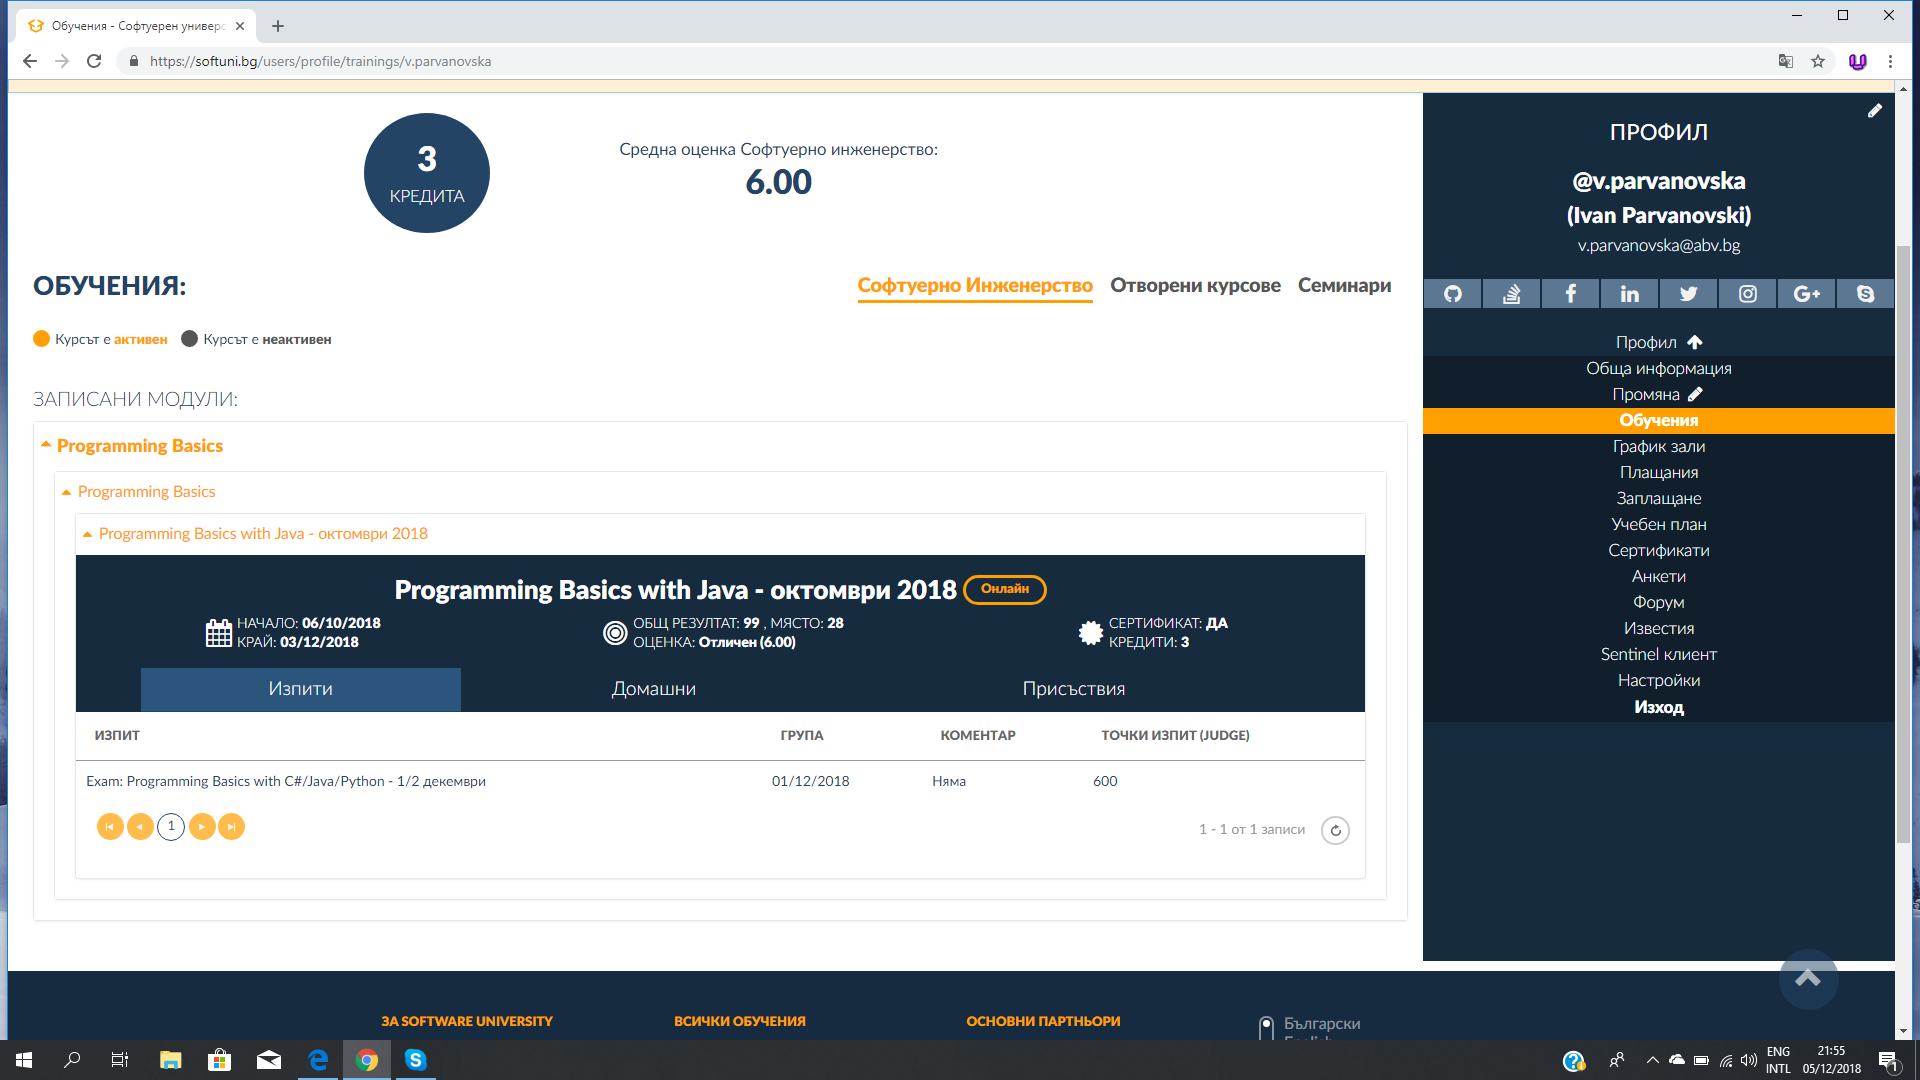 Обучения - Софтуерен универс
https://softuni.bg/users/profile/trainings/v.parvanovska
3
КРЕДИТА
Средна оценка Софтуерно инженерство:
6.00
ОБУЧЕНИЯ:
Софтуерно Инженерство Отворени курсове Семинари
Курсът е активен Курсът е неактивен
ЗАПИСАНИ МОДУЛИ:
Programming Basics
Programming Basics
Programming Basics with Java - октомври 2018
Programming Basics with Java - октомври 2018 Онлайн
НАЧАЛО: 06/10/2018
КРАЙ: 03/12/2018
ОБЩ РЕЗУЛТАТ: 99 , МЯСТО: 28
ОЦЕНКА: Отличен (6.00)
СЕРТИФИКАТ: ДА
КРЕДИТИ: 3
Изпити Домашни Присъствия
ИЗПИТ ГРУПА КОМЕНТАР ТОЧКИ ИЗПИТ (JUDGE)
Exam: Programming Basics with C#/Java/Python - 1/2 декември 01/12/2018 Няма 600
1
1 - 1 от 1 записи
ПРОФИЛ
@v.parvanovska
(Ivan Parvanovski)
v.parvanovska@abv.bg
Профил
Обща информация
Промяна
Обучения
График зали
Плащания
Заплащане
Учебен план
Сертификати
Анкети
Форум
Известия
Sentinel клиент
Настройки
Изход
ЗА SOFTWARE UNIVERSITY ВСИЧКИ ОБУЧЕНИЯ ОСНОВНИ ПАРТНЬОРИ
Български
English
ENG
INTL
21:55
05/12/2018
1